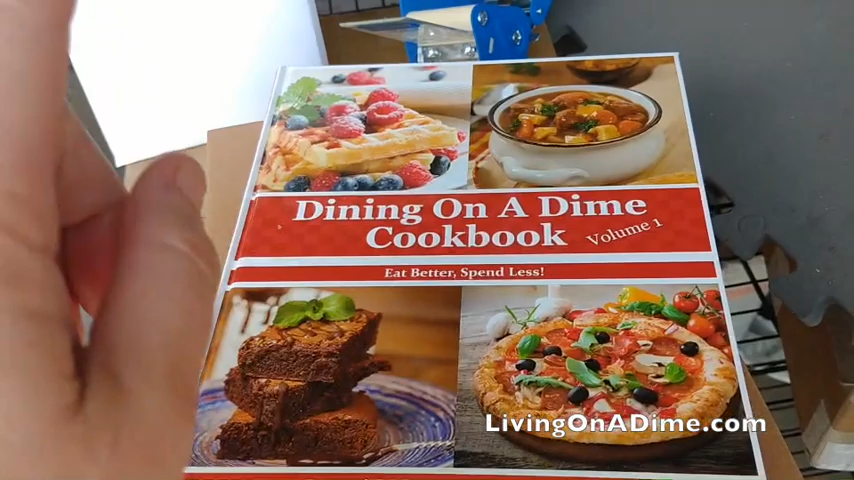 Dining On A Dime
Cookbook Volume 1
Eat Better, Spend Less!
LivingOnADime.com